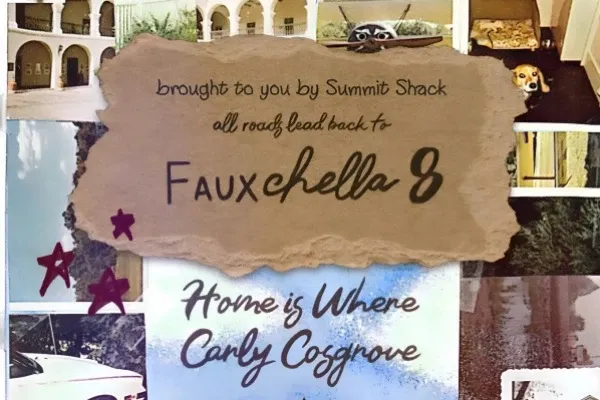 brought to you by Summit Shack
all roads lead back to
FAUXchella 8
Home is Where
Carly Cosgrove